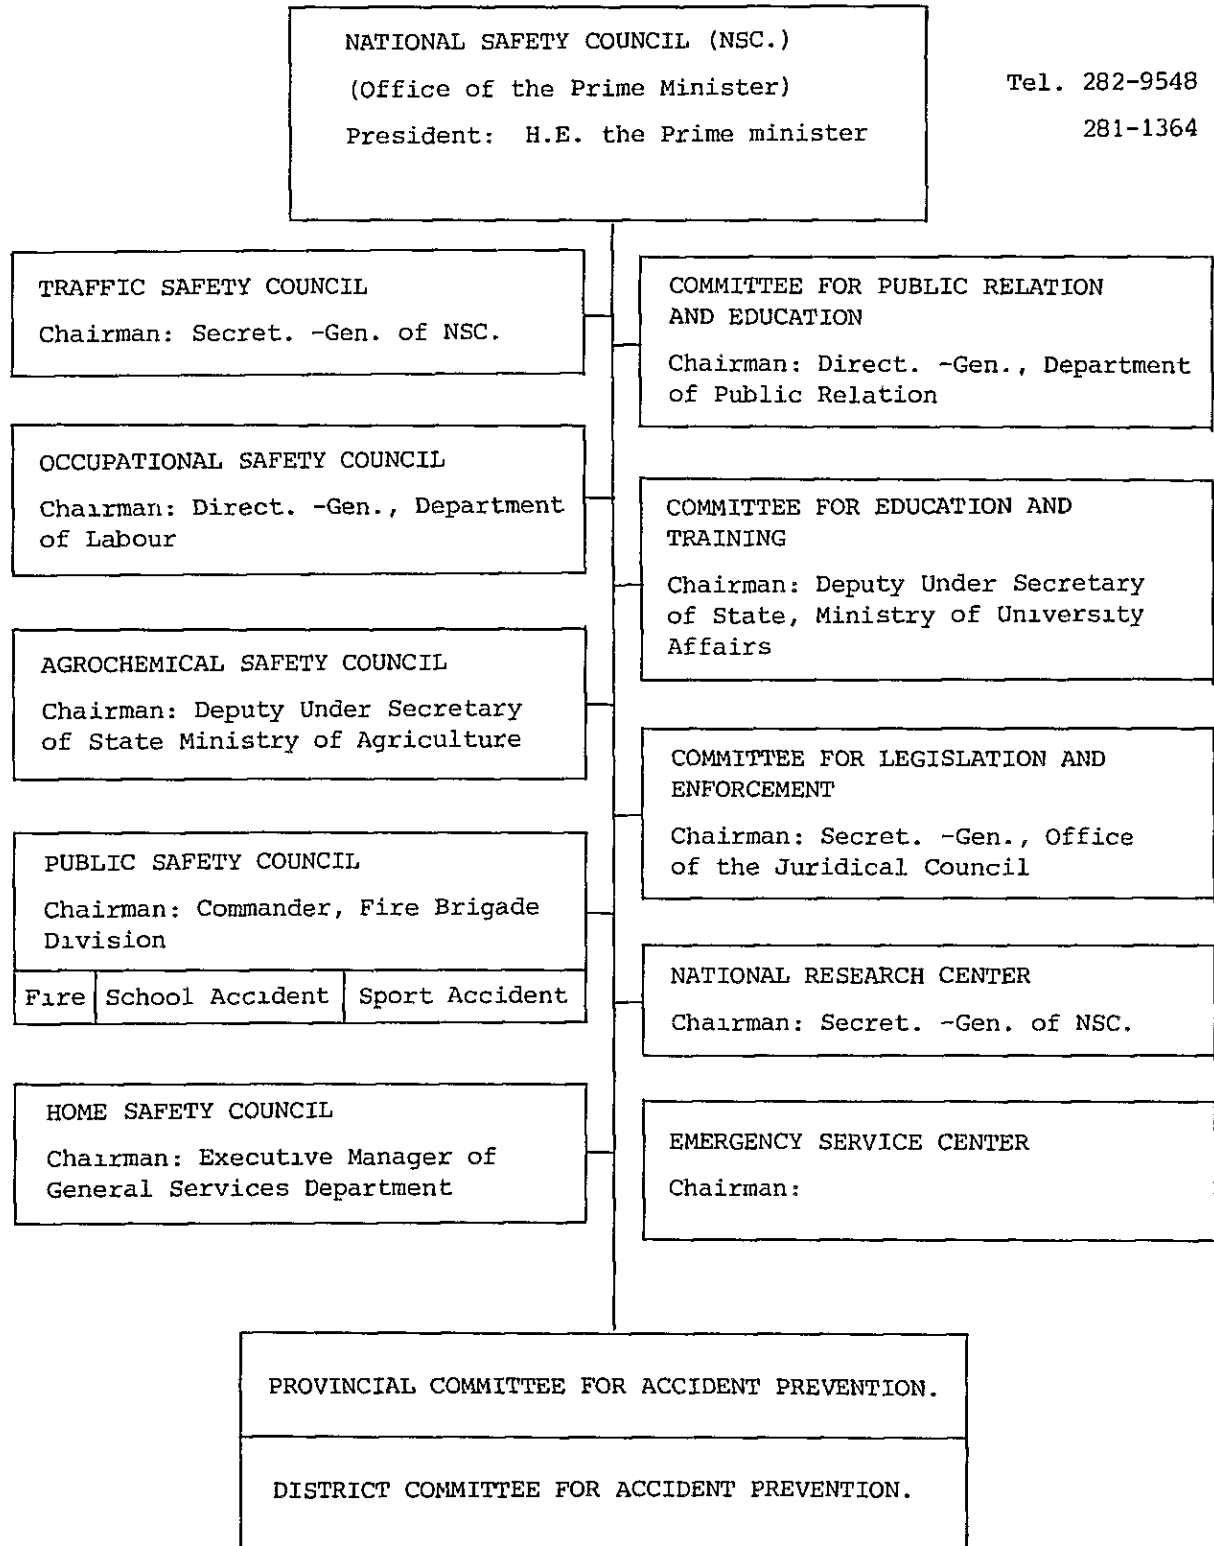 NATIONAL SAFETY COUNCIL (NSC.)
(Office of the Prime Minister)
President: H.E. the Prime minister
Tel. 282-9548
281-1364
TRAFFIC SAFETY COUNCIL
Chairman: Secret. -Gen. of NSC.
OCCUPATIONAL SAFETY COUNCIL
Chairman: Direct. -Gen., Department
of Labour
AGROCHEMICAL SAFETY COUNCIL
Chairman: Deputy Under Secretary
of State Ministry of Agriculture
PUBLIC SAFETY COUNCIL
Chairman: Commander, Fire Brigade
Division
Fire School Accident Sport Accident
HOME SAFETY COUNCIL
Chairman: Executive Manager of
General Services Department
COMMITTEE FOR PUBLIC RELATION
AND EDUCATION
Chairman: Direct. -Gen., Department
of Public Relation
COMMITTEE FOR EDUCATION AND
TRAINING
Chairman: Deputy Under Secretary
of State, Ministry of University
Affairs
COMMITTEE FOR LEGISLATION AND
ENFORCEMENT
Chairman: Secret. -Gen., Office
of the Juridical Council
NATIONAL RESEARCH CENTER
Chairman: Secret. -Gen. of NSC.
EMERGENCY SERVICE CENTER
Chairman:
PROVINCIAL COMMITTEE FOR ACCIDENT PREVENTION.
DISTRICT COMMITTEE FOR ACCIDENT PREVENTION.